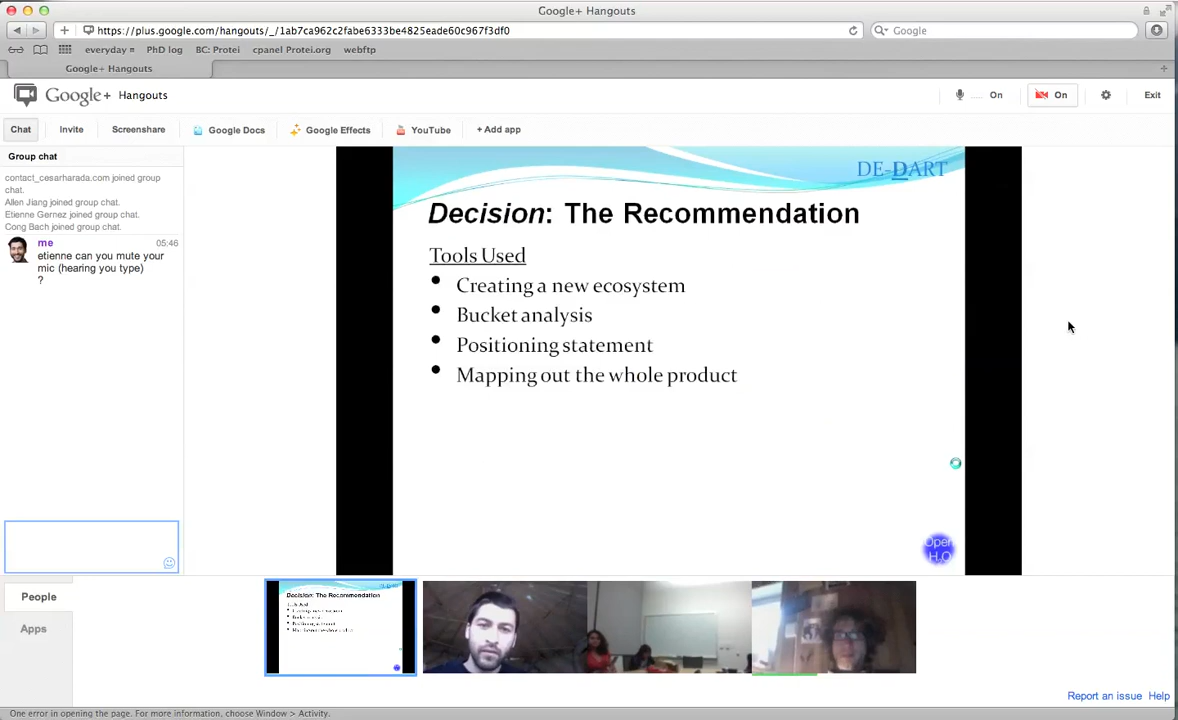 Google+ Hangouts
https://plus.google.com/hangouts/_/1ab7ca962c2fabe6333be4825eade60c967f3df0
Google
everyday
PhD log
BC: Protei
cpanel Protei.org
webftp
Google+ Hangouts
Google+ Hangouts
On
On
Exit
Chat
Invite
Screenshare
Google Docs
Google Effects
YouTube
+ Add app
Group chat
contact_cesarharada.com joined group
chat.
Allen Jiang joined group chat.
Etienne Gernez joined group chat.
Cong Bach joined group chat.
me 05:46
etienne can you mute your
mic (hearing you type)
?
DE-DART
Decision: The Recommendation
Tools Used
• Creating a new ecosystem
• Bucket analysis
• Positioning statement
• Mapping out the whole product
Open
H₂O
People
Apps
Decision: The Recommendation
Report an issue Help
One error in opening the page. For more information, choose Window > Activity.